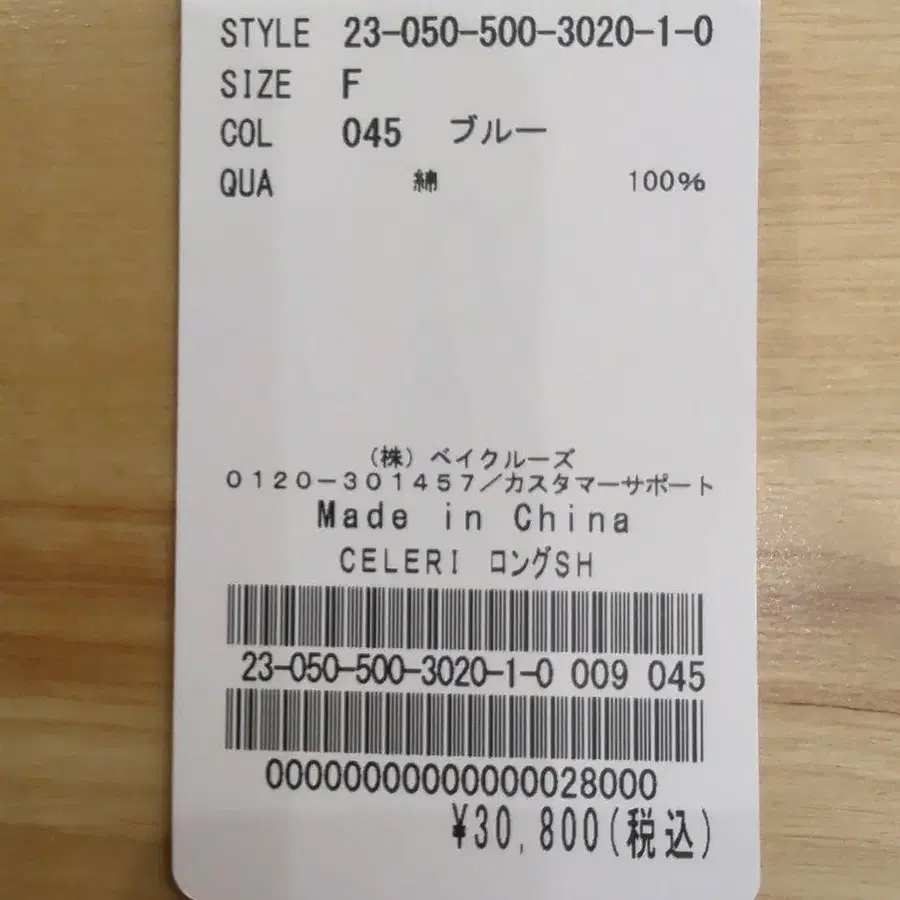 STYLE 23-050-500-3020-1-0
SIZE F
COL 045 ブルー
QUA 綿 100%
(株)ベイクルーズ
0120-301457/カスタマーサポート
Made in China
CELERI ロングSH
23-050-500-3020-1-0 009 045
00000000000000028000
¥30,800(税込)